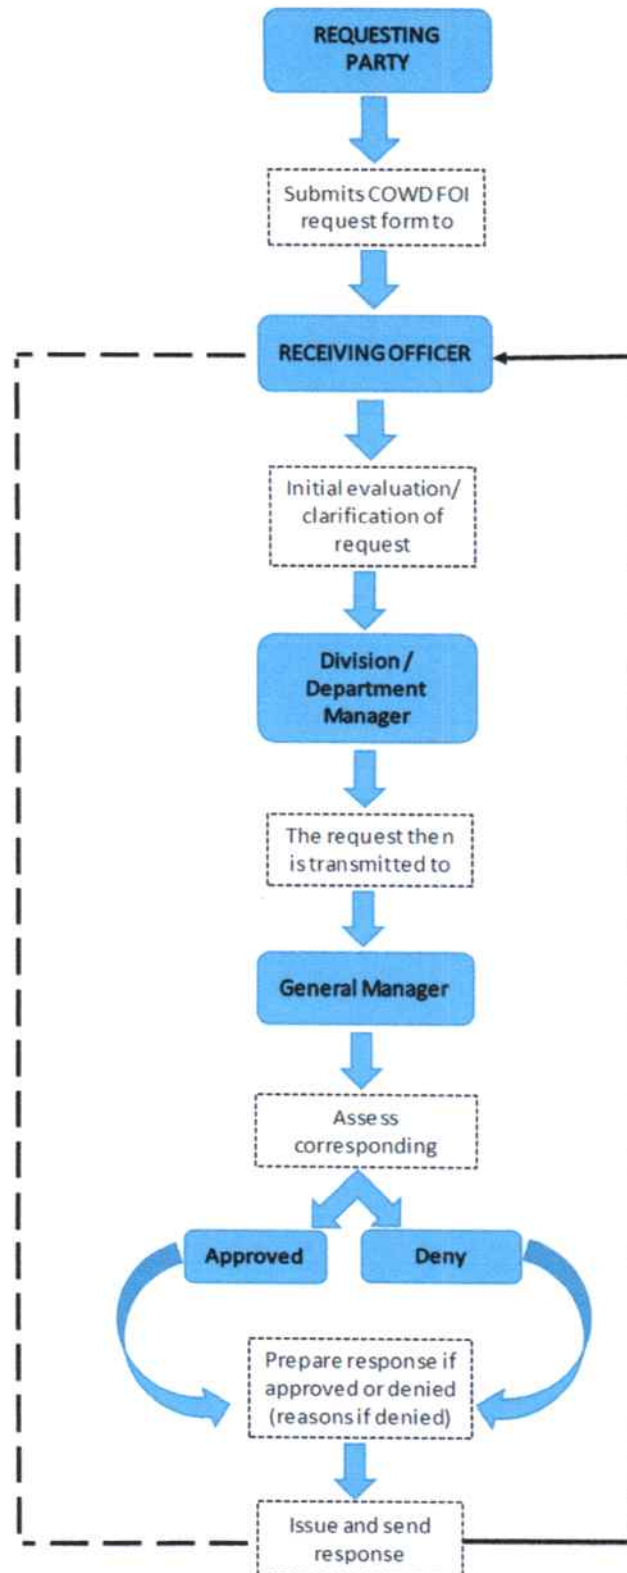 REQUESTING
PARTY
Submits COWD FOI
request form to
RECEIVING OFFICER
Initial evaluation/
clarification of
request
Division /
Department
Manager
The request then
is transmitted to
General Manager
Assess
corresponding
Approved
Deny
Prepare response if
approved or denied
(reasons if denied)
Issue and send
response